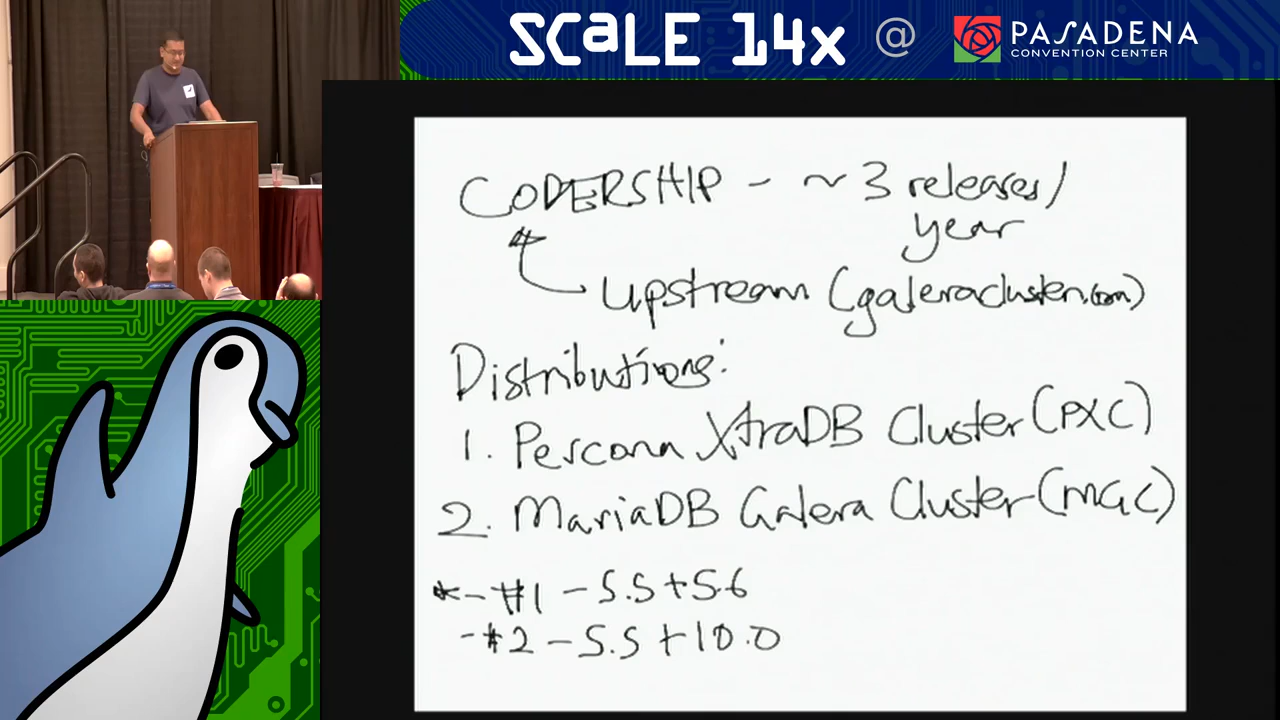 SCaLE 14x @ PASADENA
CONVENTION CENTER
CODERSHIP - ~ 3 releases/
year
Upstream (galeracluster.com)
Distributions:
1. Percona XtraDB Cluster (PXC)
2. MariaDB Galera Cluster (MGC)
* - #1 - 5.5 + 5.6
- #2 - 5.5 + 10.0